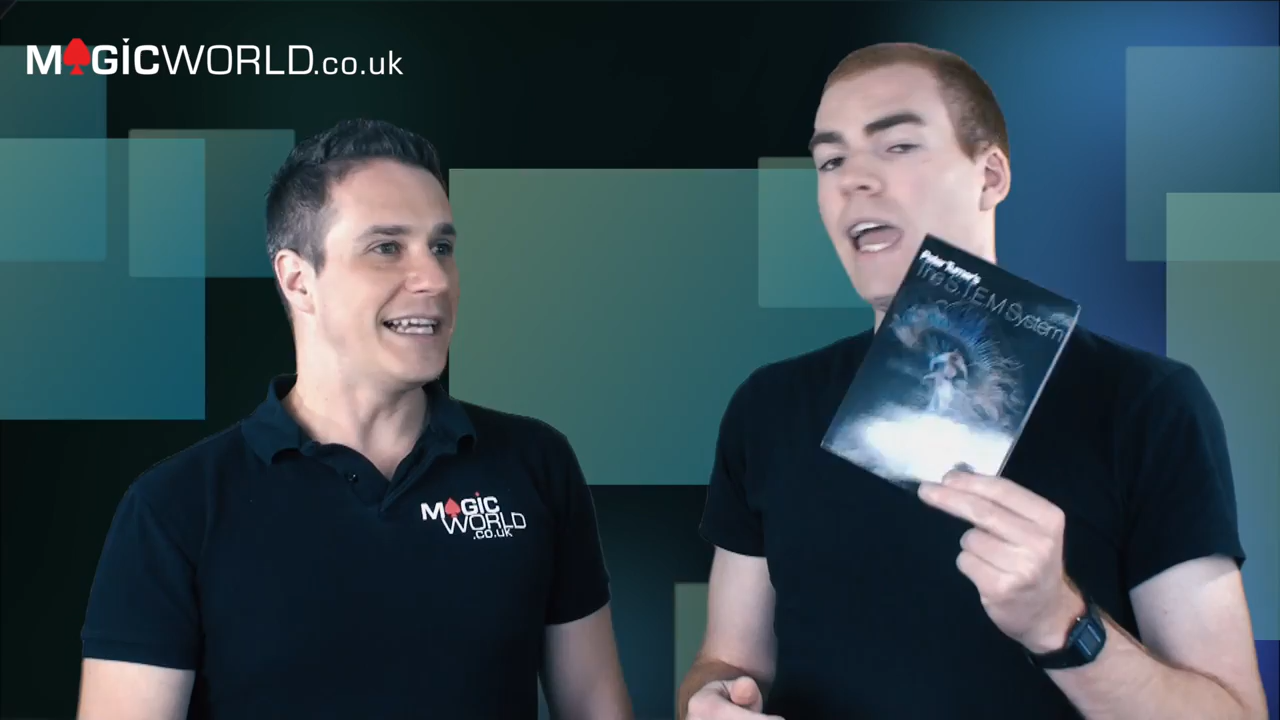 MAGICWORLD.co.uk
Peter Turner's
The S.T.E.M System
MAGIC
WORLD
.co.uk